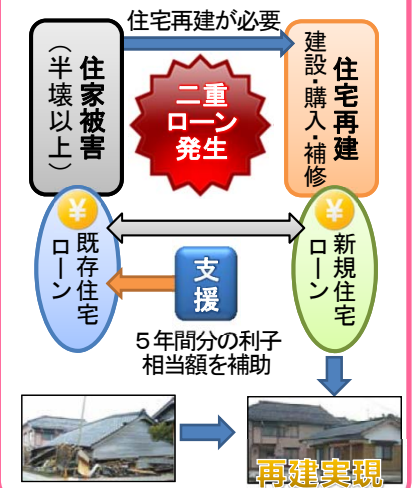 住宅再建が必要
住家被害
（半壊以上）
二重
ローン
発生
住宅再建
建設・購入・補修
¥
既存住宅
ローン
¥
新規住宅
ローン
支援
５年間分の利子
相当額を補助
再建実現